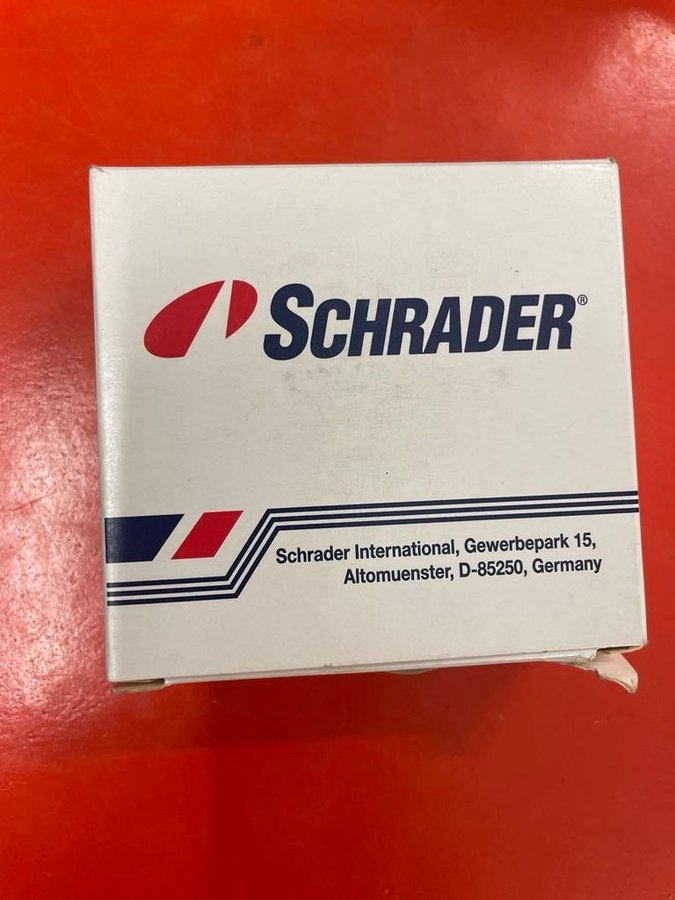 SCHRADER®
Schrader International, Gewerbepark 15,
Altomuenster, D-85250, Germany